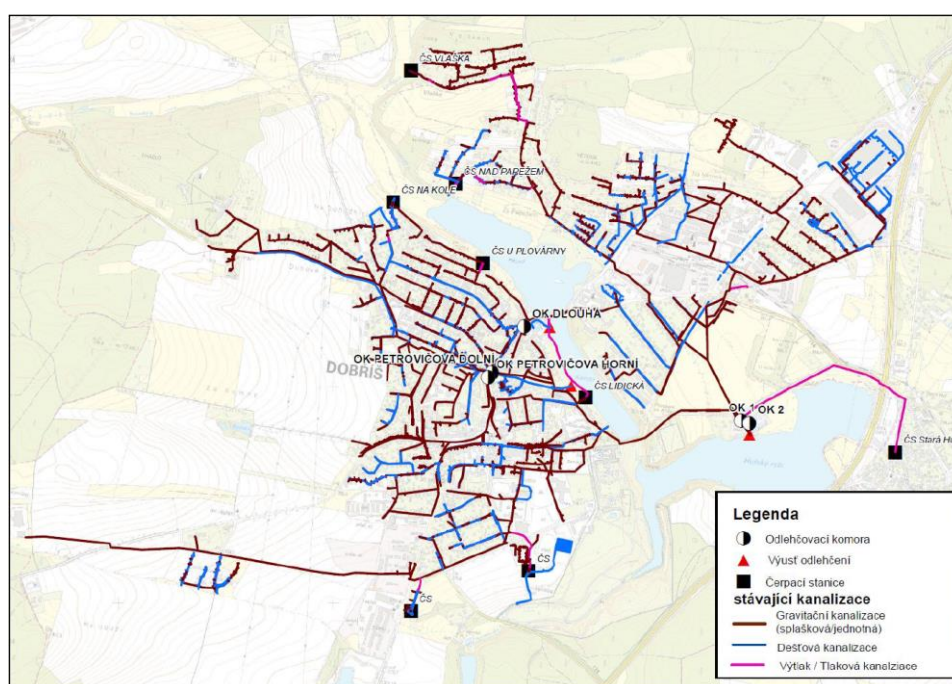 ČS VLAŠKA
ČS NAD PAŘEZEM
ČS NA KOLE
ČS U PLOVÁRNY
OK DLOUHÁ
OK PETROVIČOVA DOLNÍ
OK PETROVIČOVA HORNÍ
DOBŘÍŠ
ČS LIDICKÁ
OK 1
OK 2
ČS Stará H
ČS
ČS
Legenda
Odlehčovací komora
Výusť odlehčení
Čerpací stanice
stávající kanalizace
Gravitační kanalizace
(splašková/jednotná)
Dešťová kanalizace
Výtlak / Tlaková kanalziace